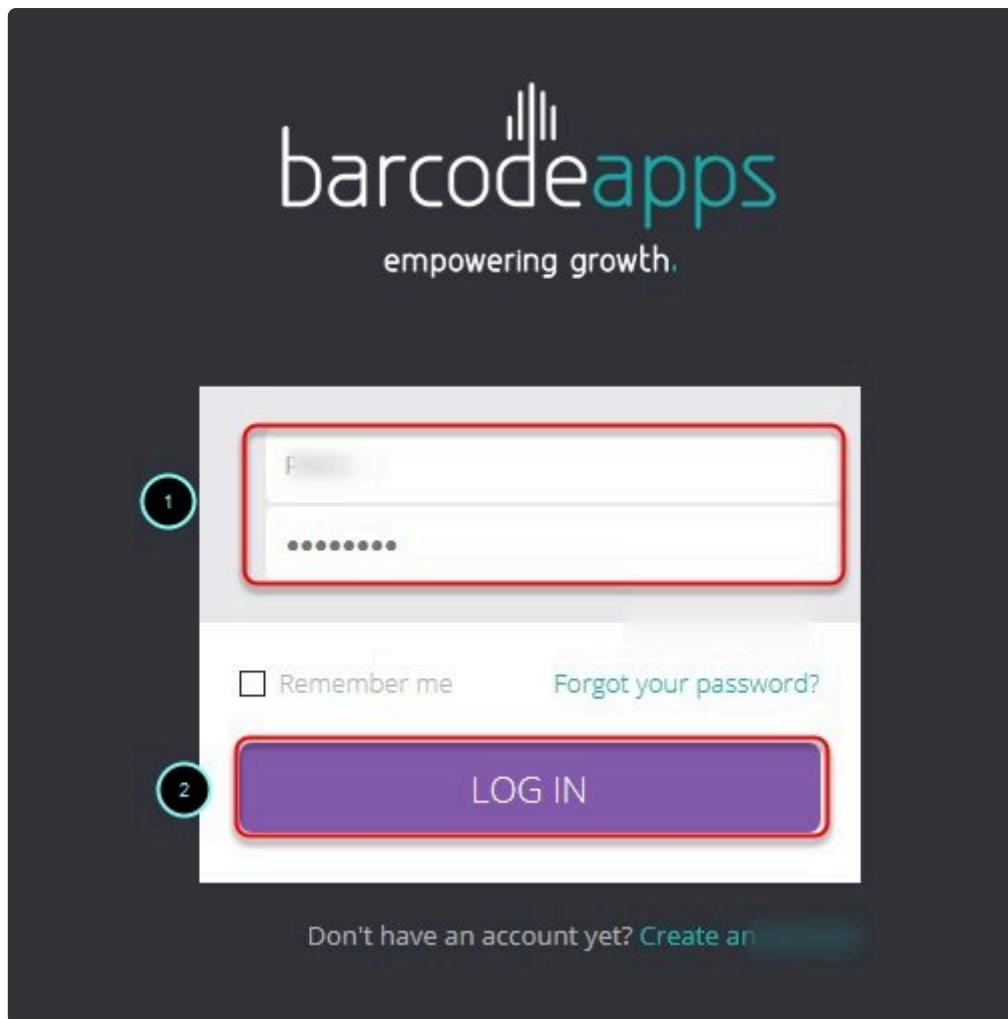 barcodeapps
empowering growth.
1
••••••••
Remember me Forgot your password?
2
LOG IN
Don't have an account yet? Create an